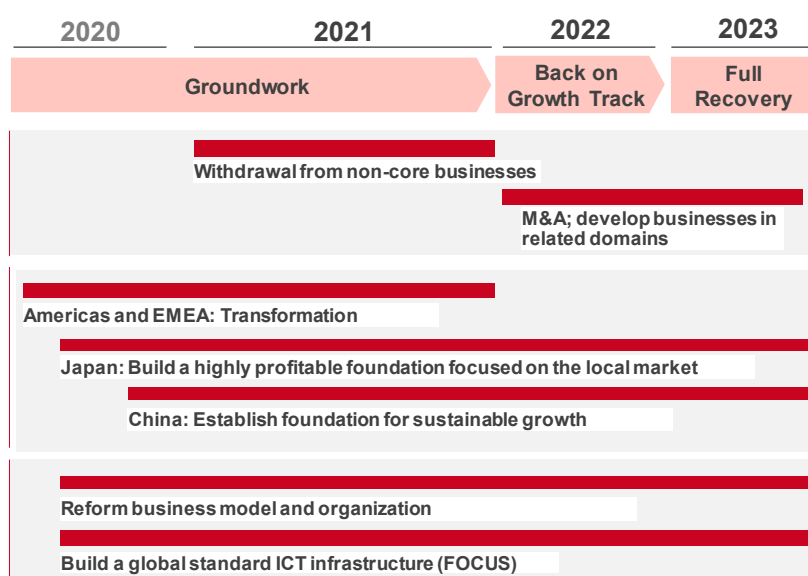 2020 2021 2022 2023
Groundwork
Back on
Growth Track
Full
Recovery
Withdrawal from non-core businesses
M&A; develop businesses in
related domains
Americas and EMEA: Transformation
Japan: Build a highly profitable foundation focused on the local market
China: Establish foundation for sustainable growth
Reform business model and organization
Build a global standard ICT infrastructure (FOCUS)